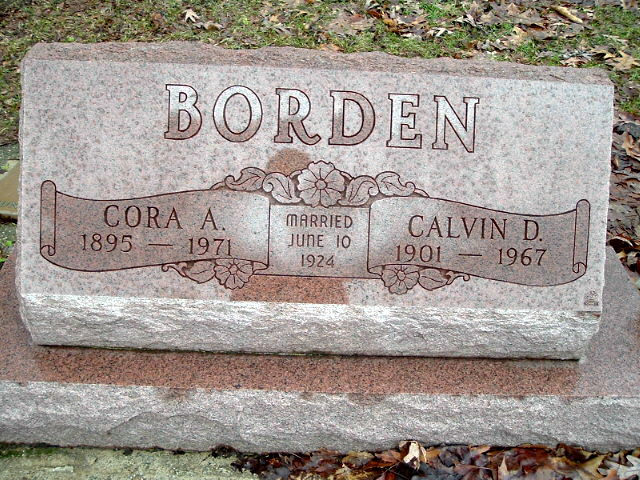 BORDEN
CORA A.
1895 — 1971
MARRIED
JUNE 10
1924
CALVIN D.
1901 — 1967